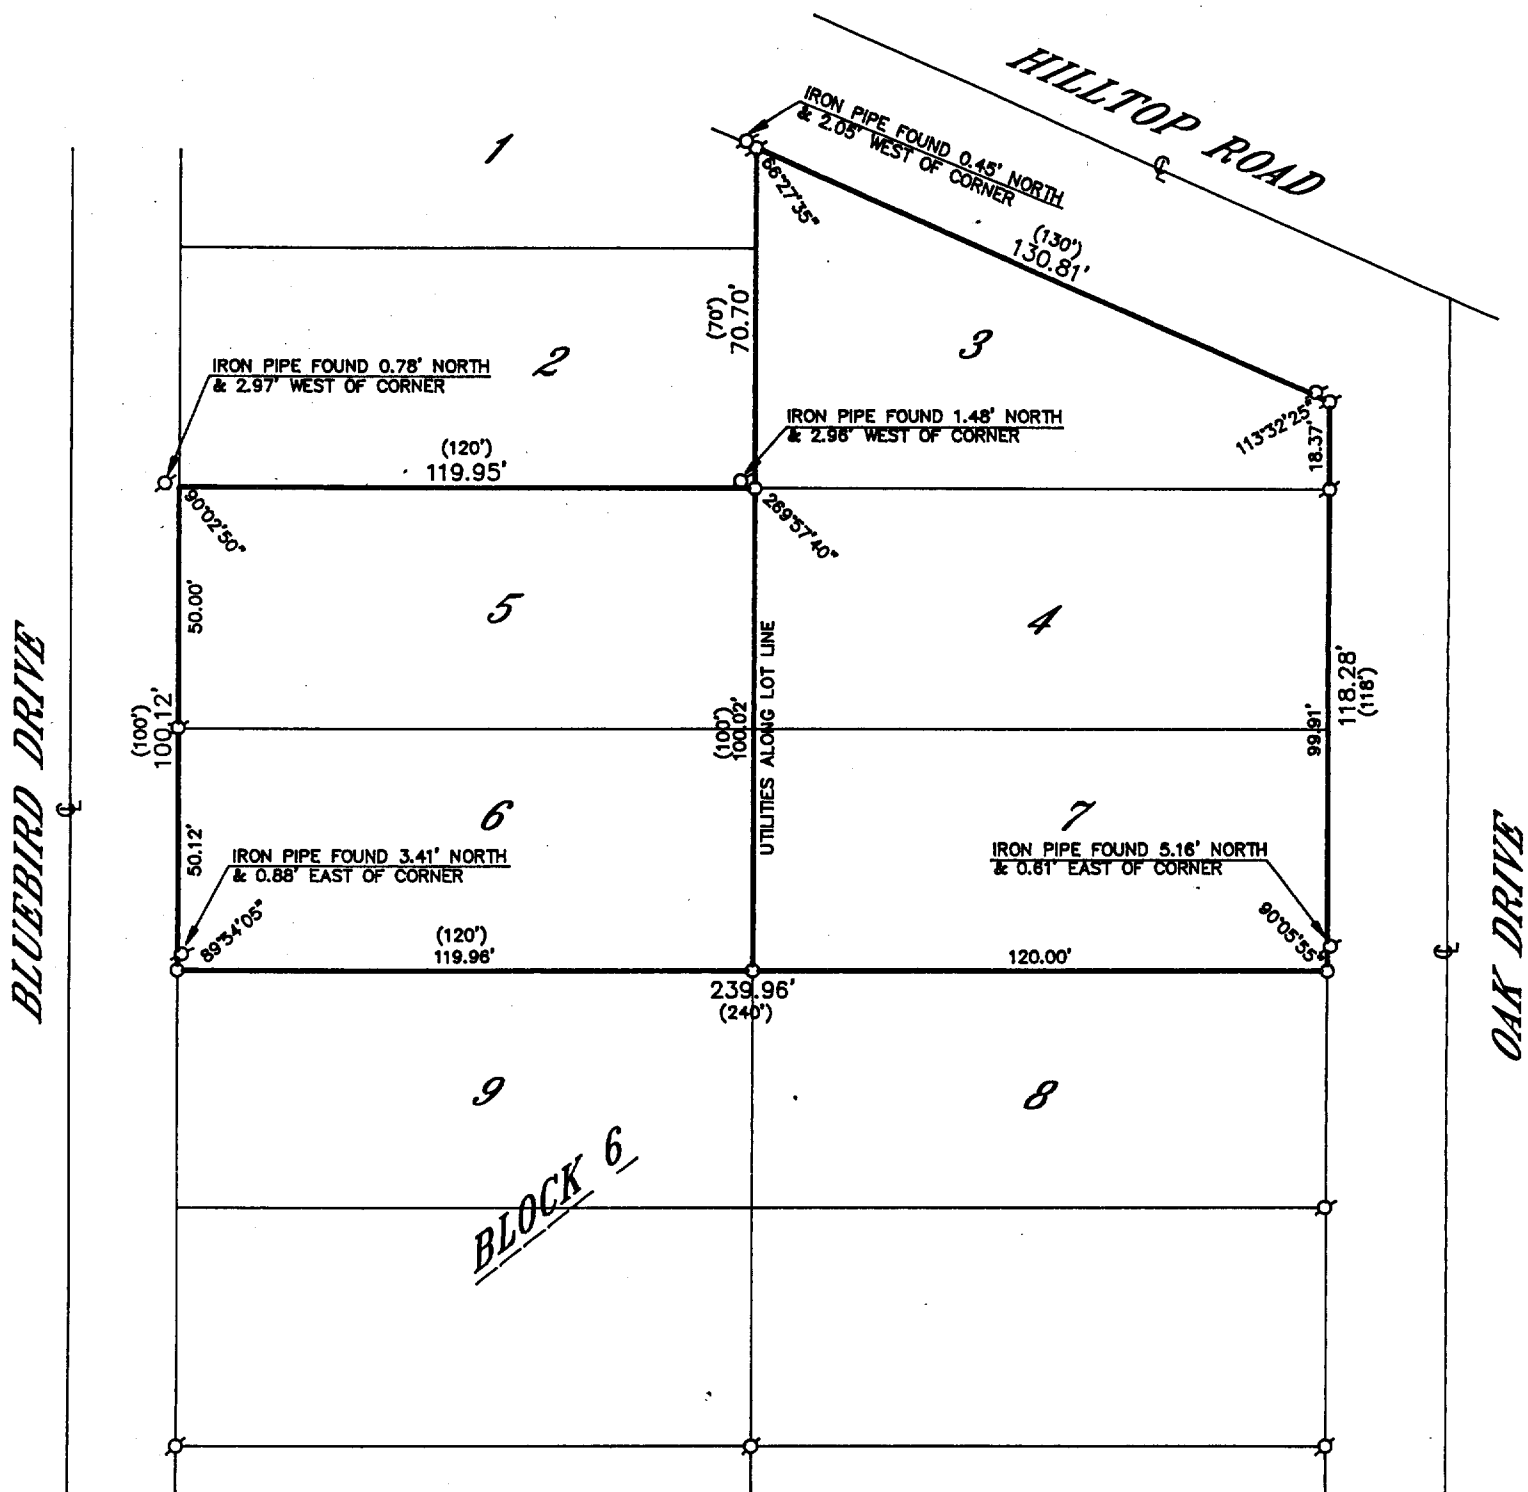 HILLTOP ROAD
℄
IRON PIPE FOUND 0.45' NORTH
& 2.05' WEST OF CORNER
1
66°27'35"
(130')
130.81'
(70')
70.70'
3
2
IRON PIPE FOUND 0.78' NORTH
& 2.97' WEST OF CORNER
IRON PIPE FOUND 1.48' NORTH
& 2.96' WEST OF CORNER
113°32'25"
18.37'
(120')
119.95'
90°02'50"
269°57'40"
50.00'
5
4
UTILITIES ALONG LOT LINE
BLUEBIRD DRIVE
℄
(100')
100.12'
(100')
100.02'
99.91'
118.28'
(118')
50.12'
6
7
IRON PIPE FOUND 3.41' NORTH
& 0.88' EAST OF CORNER
IRON PIPE FOUND 5.16' NORTH
& 0.61' EAST OF CORNER
89°54'05"
90°05'55"
℄
OAK DRIVE
(120')
119.96'
120.00'
239.96'
(240')
9
8
BLOCK 6